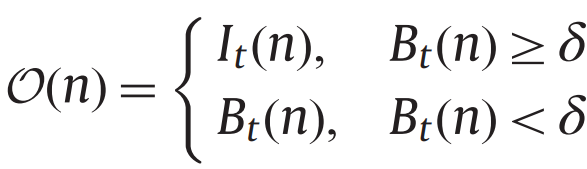 𝒪(n) = { I_t(n), B_t(n) ≥ δ
B_t(n), B_t(n) < δ